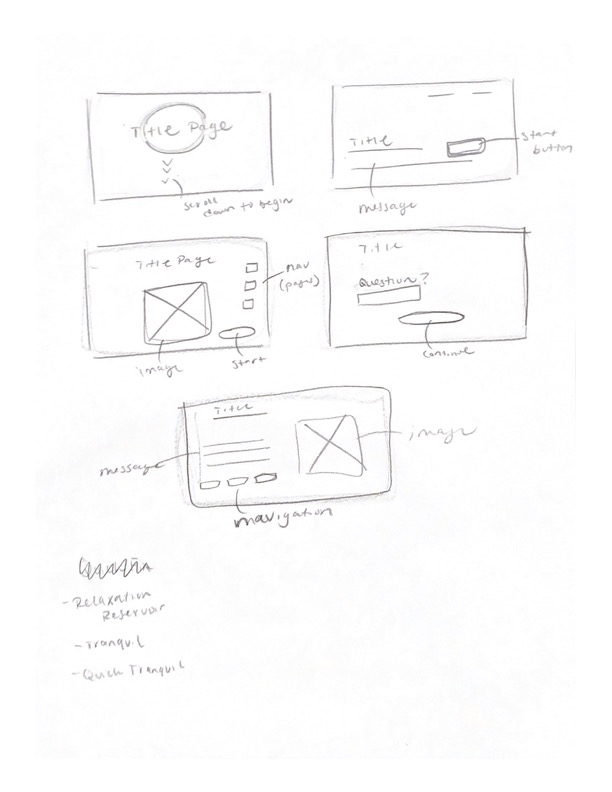 Title Page
scroll
down to begin
Title
start
button
message
Title Page
nav
(pages)
image
start
Title
Question?
continue
Title
message
image
navigation
- Relaxation
Reservoir
- Tranquil
- Quick Tranquil